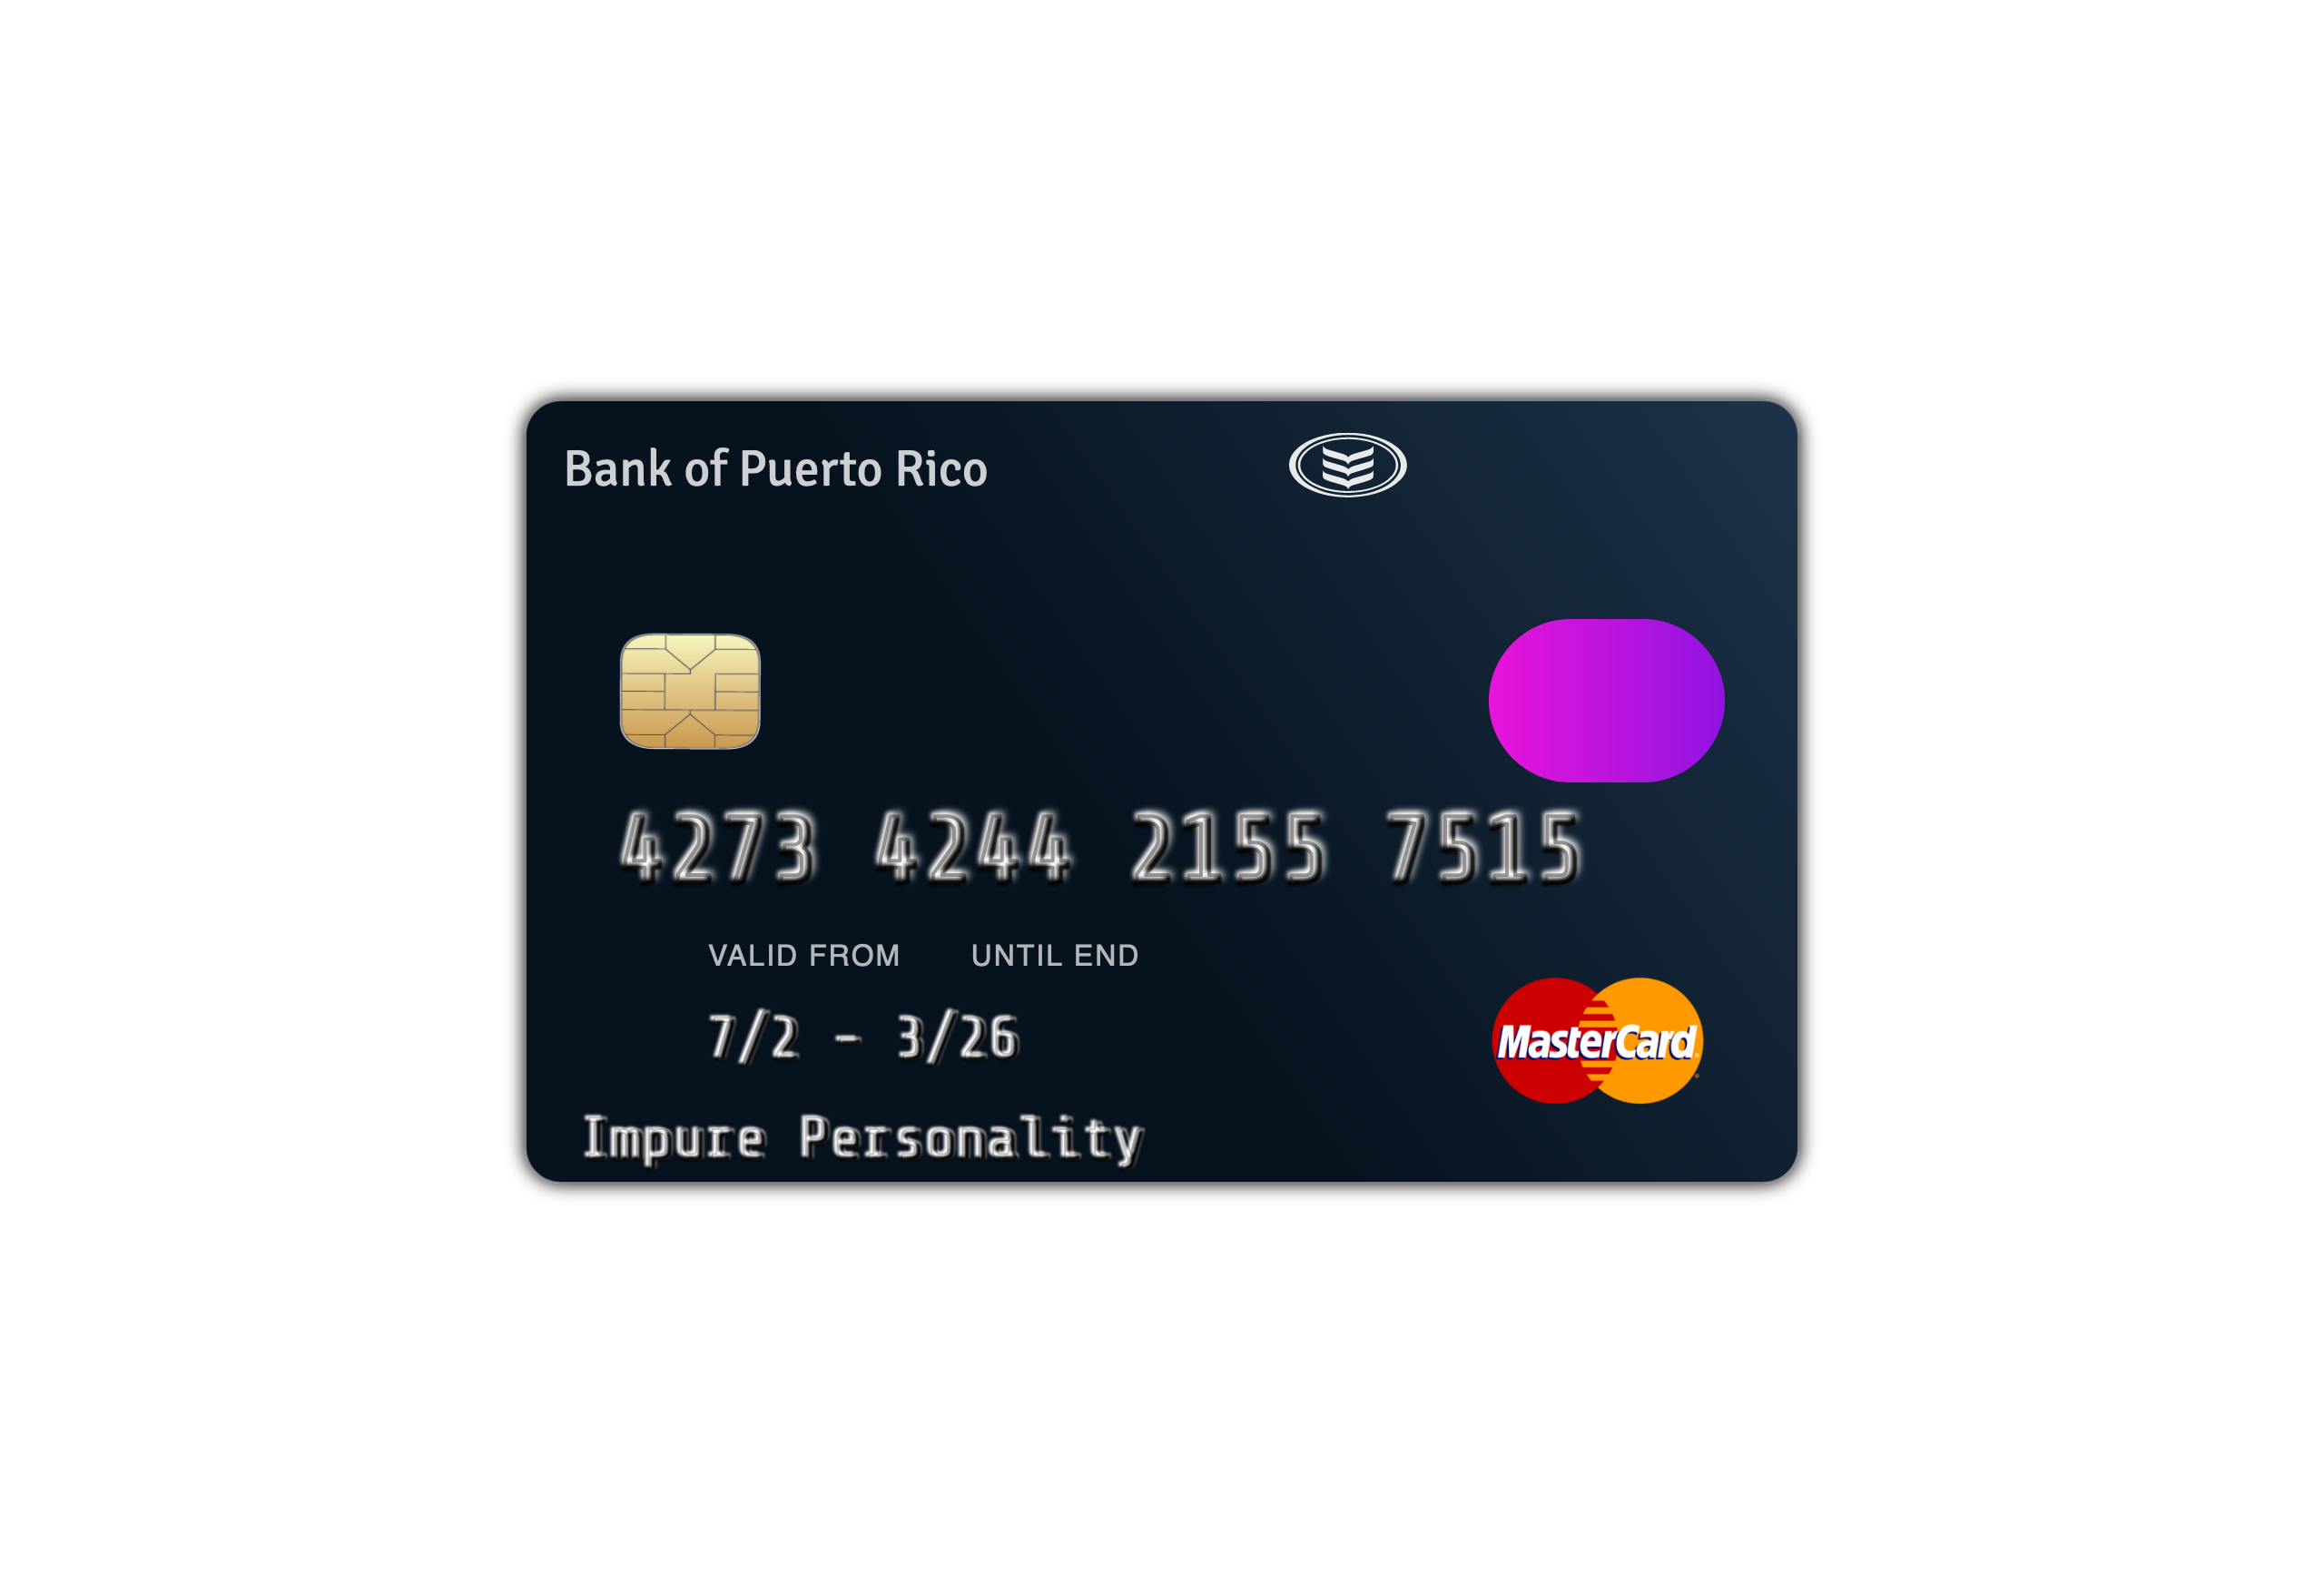 Bank of Puerto Rico
4273 4244 2155 7515
VALID FROM UNTIL END
7/2 - 3/26
MasterCard
Impure Personality